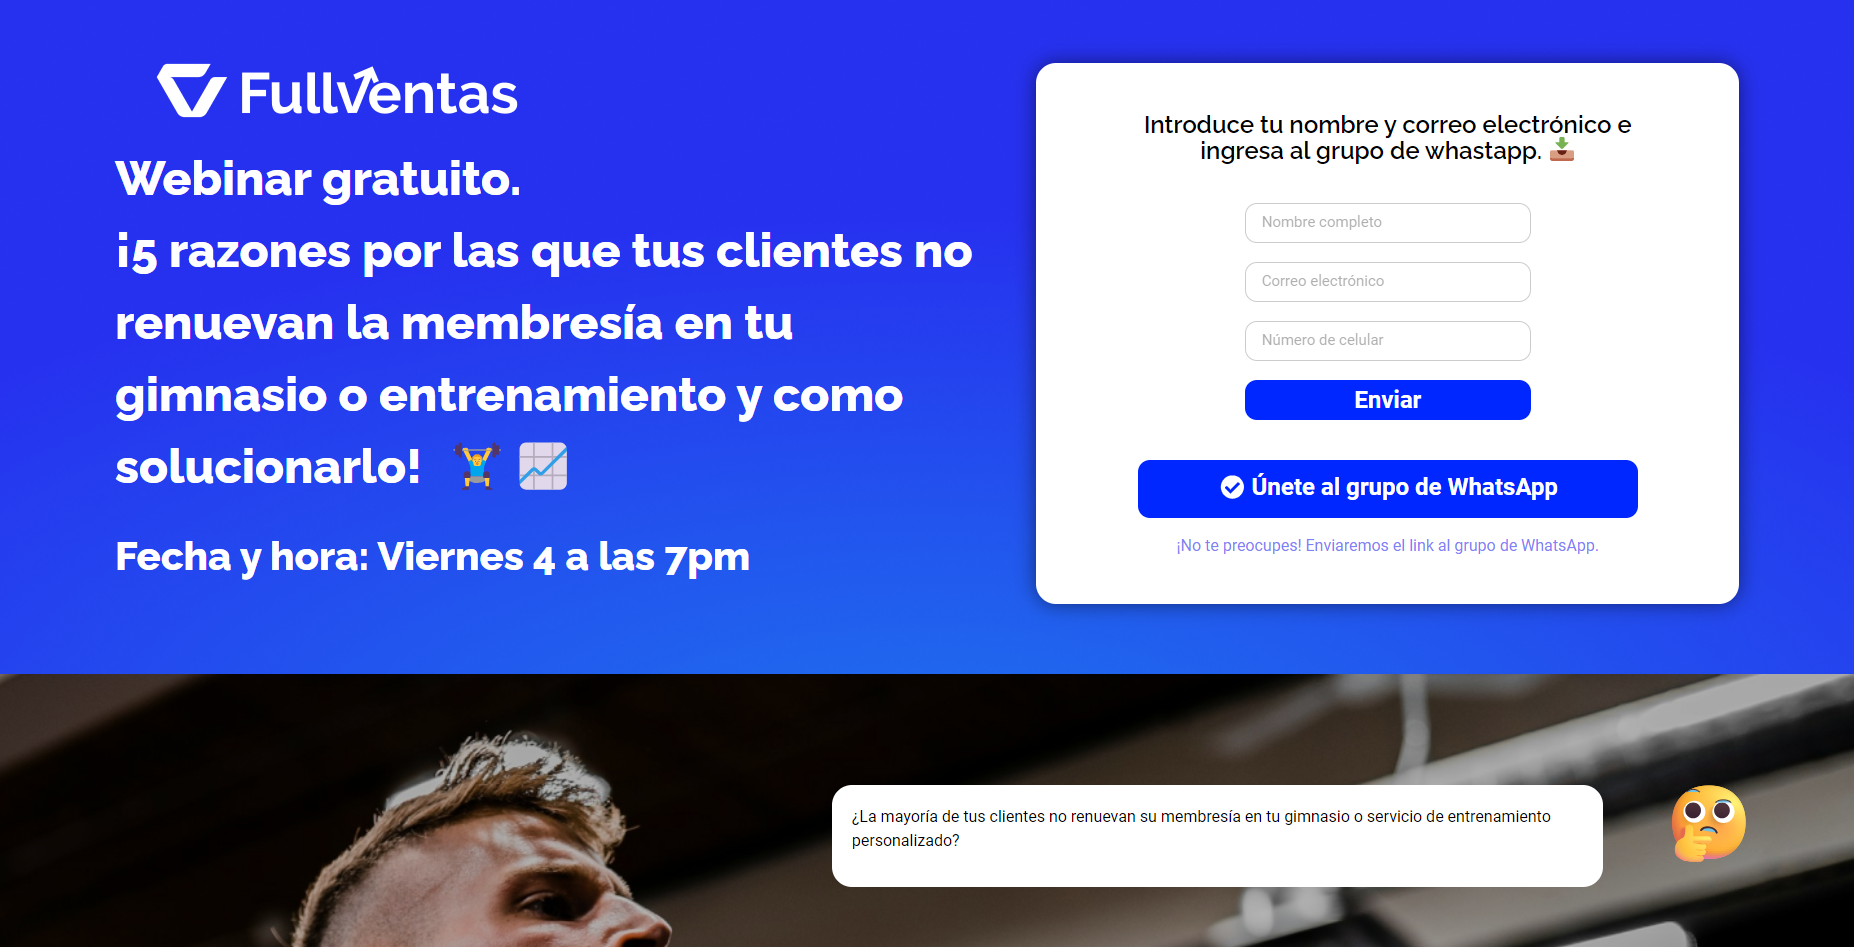 Fullventas
Webinar gratuito.
¡5 razones por las que tus clientes no
renuevan la membresía en tu
gimnasio o entrenamiento y como
solucionarlo!
Fecha y hora: Viernes 4 a las 7pm
Introduce tu nombre y correo electrónico e
ingresa al grupo de whastapp.
Nombre completo
Correo electrónico
Número de celular
Enviar
Únete al grupo de WhatsApp
¡No te preocupes! Enviaremos el link al grupo de WhatsApp.
¿La mayoría de tus clientes no renuevan su membresía en tu gimnasio o servicio de entrenamiento
personalizado?